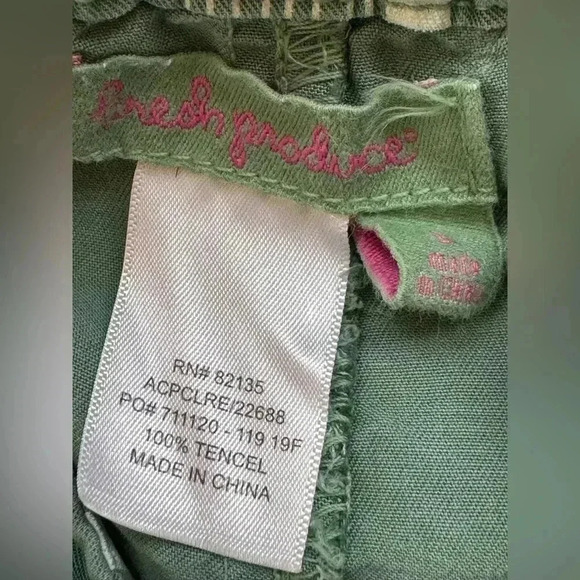 fresh produce
made
in China
RN# 82135
ACPCLRE/22688
PO# 711120 - 119 19F
100% TENCEL
MADE IN CHINA